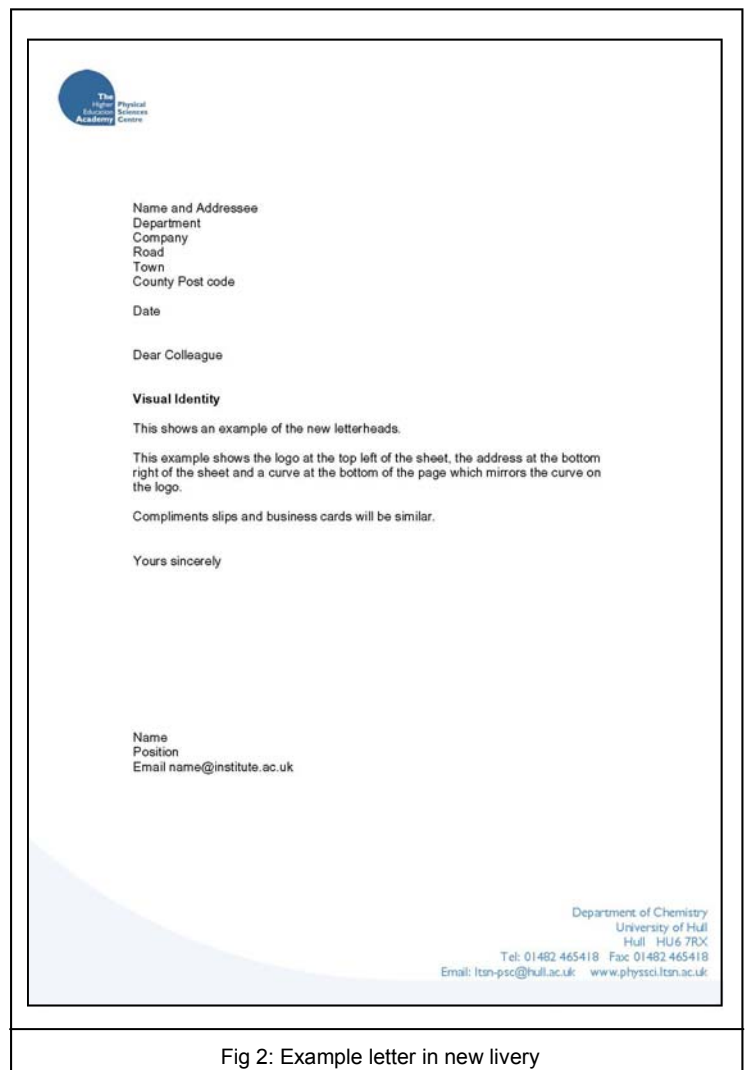 The
Higher
Education
Academy
Physical
Sciences
Centre
Name and Addressee
Department
Company
Road
Town
County Post code
Date
Dear Colleague
Visual Identity
This shows an example of the new letterheads.
This example shows the logo at the top left of the sheet, the address at the bottom
right of the sheet and a curve at the bottom of the page which mirrors the curve on
the logo.
Compliments slips and business cards will be similar.
Yours sincerely
Name
Position
Email name@institute.ac.uk
Department of Chemistry
University of Hull
Hull HU6 7RX
Tel: 01482 465418 Fax: 01482 465418
Email: ltsn-psc@hull.ac.uk www.physsci.ltsn.ac.uk
Fig 2: Example letter in new livery